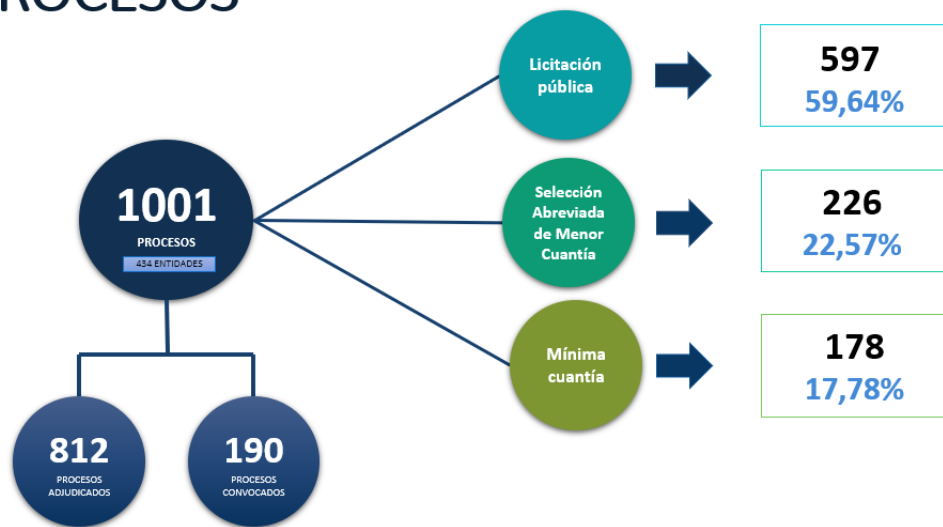 ROCESOS
1001
PROCESOS
434 ENTIDADES
812
PROCESOS
ADJUDICADOS
190
PROCESOS
CONVOCADOS
Licitación
pública
597
59,64%
Selección
Abreviada
de Menor
Cuantía
226
22,57%
Mínima
cuantía
178
17,78%